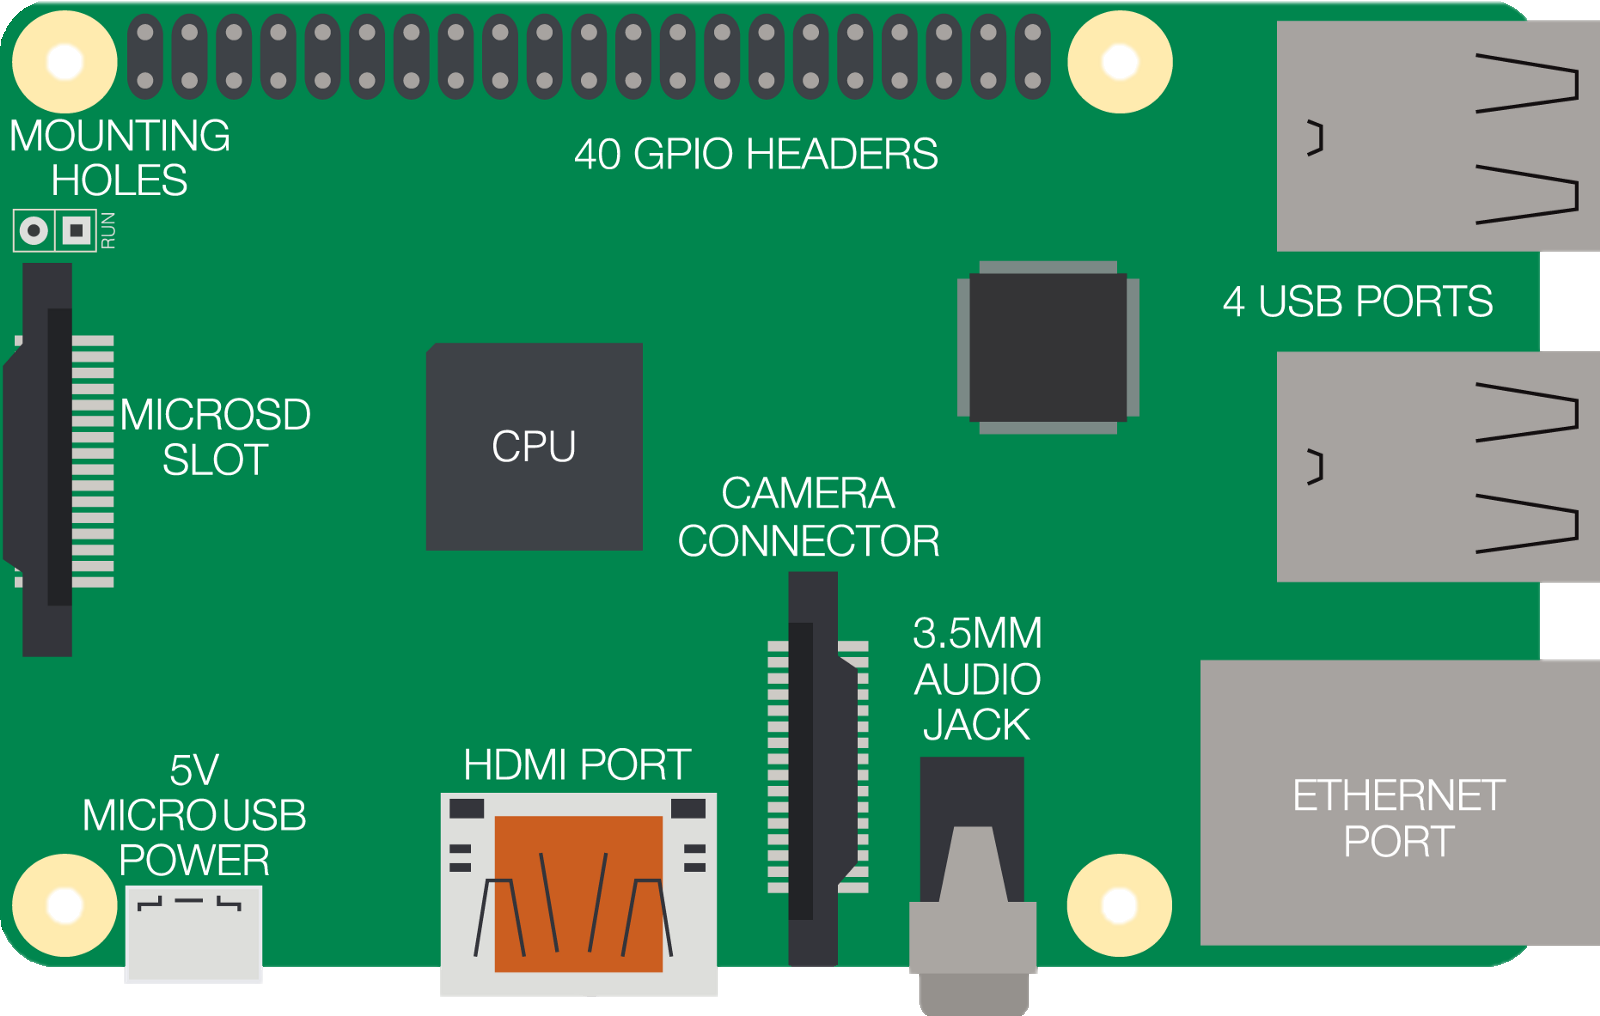 MOUNTING
HOLES
40 GPIO HEADERS
RUN
4 USB PORTS
MICROSD
SLOT
CPU
CAMERA
CONNECTOR
3.5MM
AUDIO
JACK
5V
MICRO USB
POWER
HDMI PORT
ETHERNET
PORT